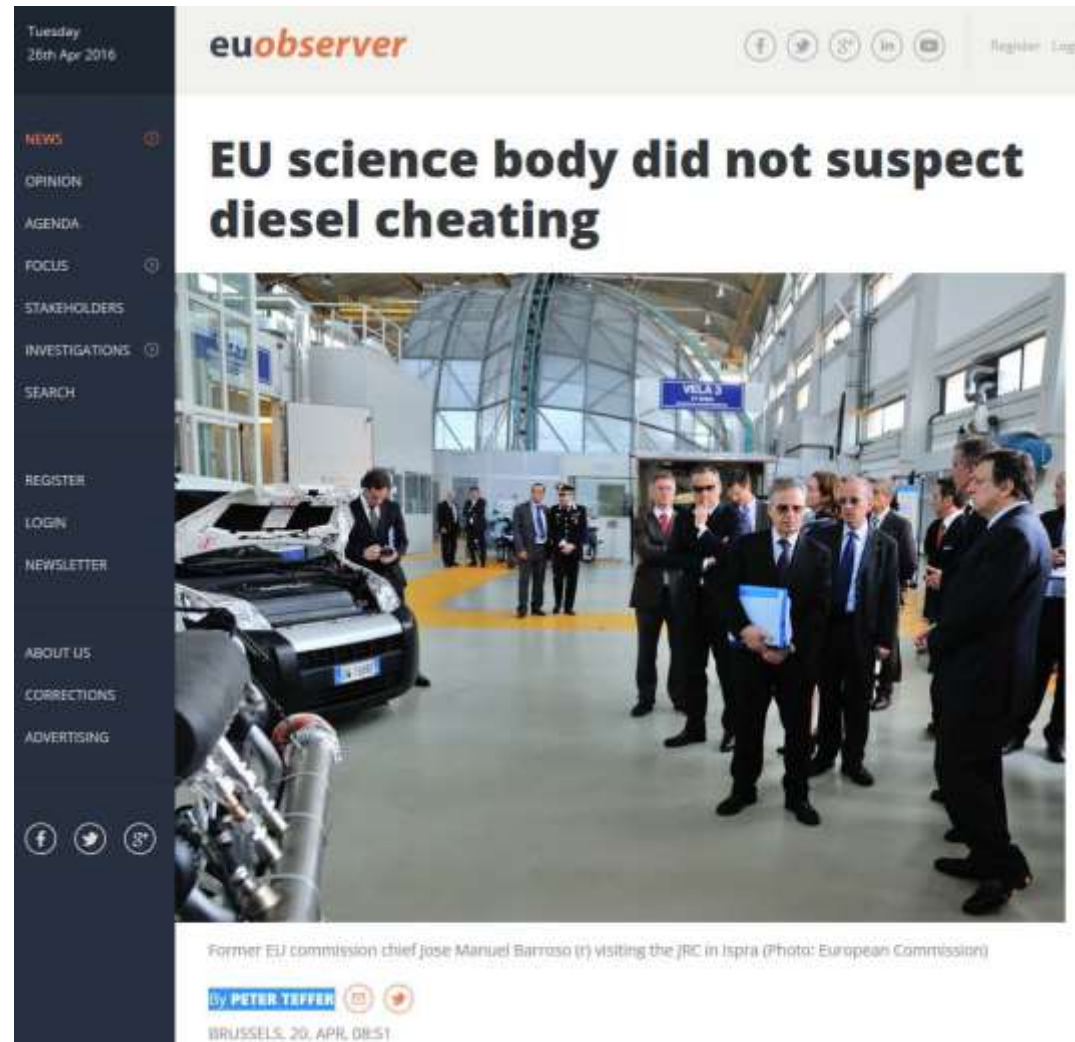 Tuesday
26th Apr 2016
euobserver
Register
NEWS
OPINION
AGENDA
FOCUS
STAKEHOLDERS
INVESTIGATIONS
SEARCH
REGISTER
LOGIN
NEWSLETTER
ABOUT US
CORRECTIONS
ADVERTISING
EU science body did not suspect
diesel cheating
VELA 3
Former EU commission chief Jose Manuel Barroso (r) visiting the JRC in Ispra (Photo: European Commission)
By PETER TEFFER
BRUSSELS, 20. APR, 08:51